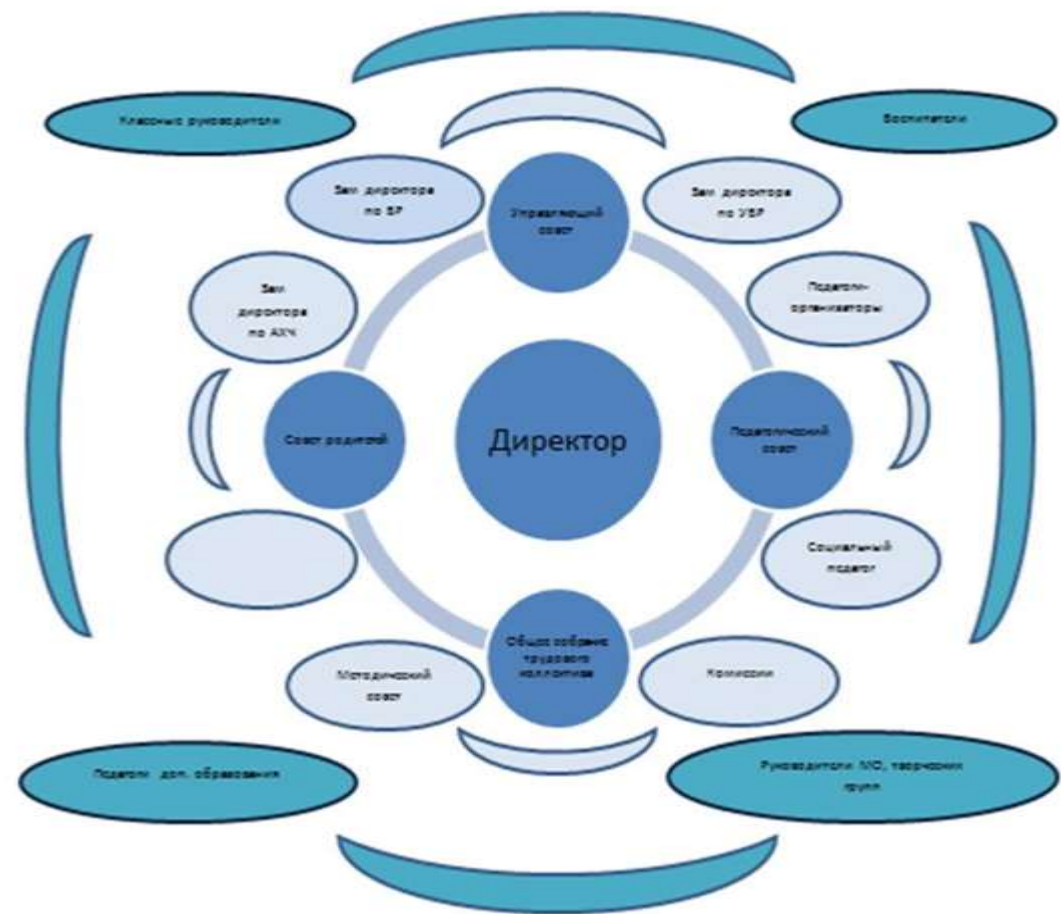 Классные руководители
Воспитатели
Зам директора
по ВР
Управляющий
совет
Зам директора
по УВР
Зам
директора
по АХЧ
Педагоги-
организаторы
Совет родителей
Директор
Педагогический
совет
Социальный
педагог
Общее собрание
трудового
коллектива
Методический
совет
Комиссии
Педагоги доп. образования
Руководители МО, творческих
групп